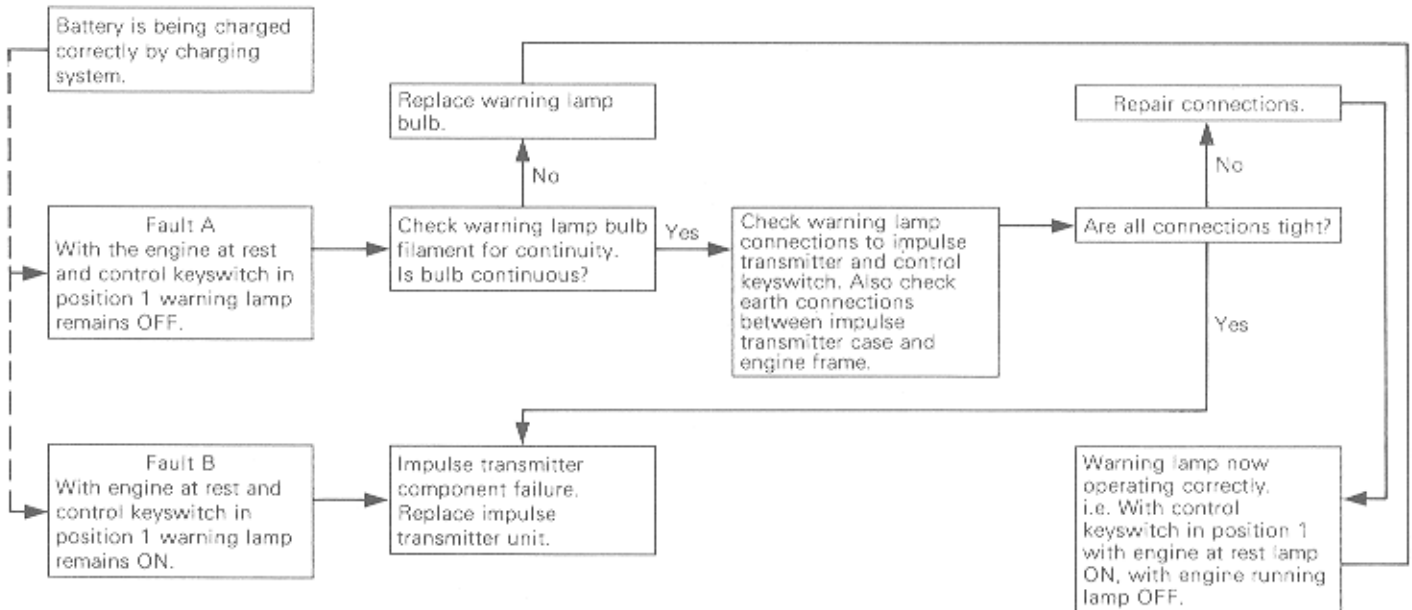 Battery is being charged
correctly by charging
system.
Replace warning lamp
bulb.
Repair connections.
No
No
Fault A
With the engine at rest
and control keyswitch in
position 1 warning lamp
remains OFF.
Check warning lamp bulb
filament for continuity.
Is bulb continuous?
Yes
Check warning lamp
connections to impulse
transmitter and control
keyswitch. Also check
earth connections
between impulse
transmitter case and
engine frame.
Are all connections tight?
Yes
Fault B
With engine at rest and
control keyswitch in
position 1 warning lamp
remains ON.
Impulse transmitter
component failure.
Replace impulse
transmitter unit.
Warning lamp now
operating correctly.
i.e. With control
keyswitch in position 1
with engine at rest lamp
ON, with engine running
lamp OFF.